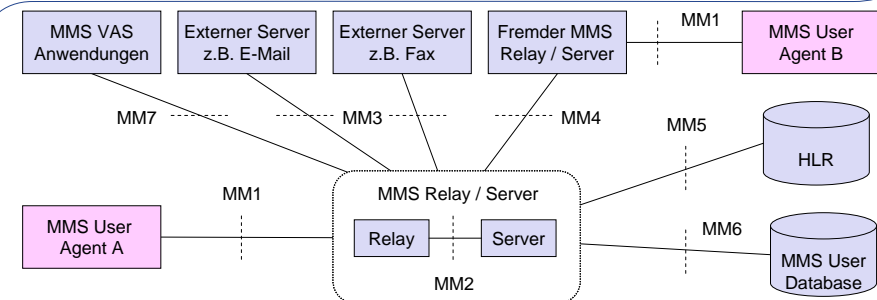 MMS VAS
Anwendungen
Externer Server
z.B. E-Mail
Externer Server
z.B. Fax
Fremder MMS
Relay / Server
MM1
MMS User
Agent B
MM7
MM3
MM4
MM5
HLR
MMS User
Agent A
MM1
MMS Relay / Server
Relay
Server
MM2
MM6
MMS User
Database